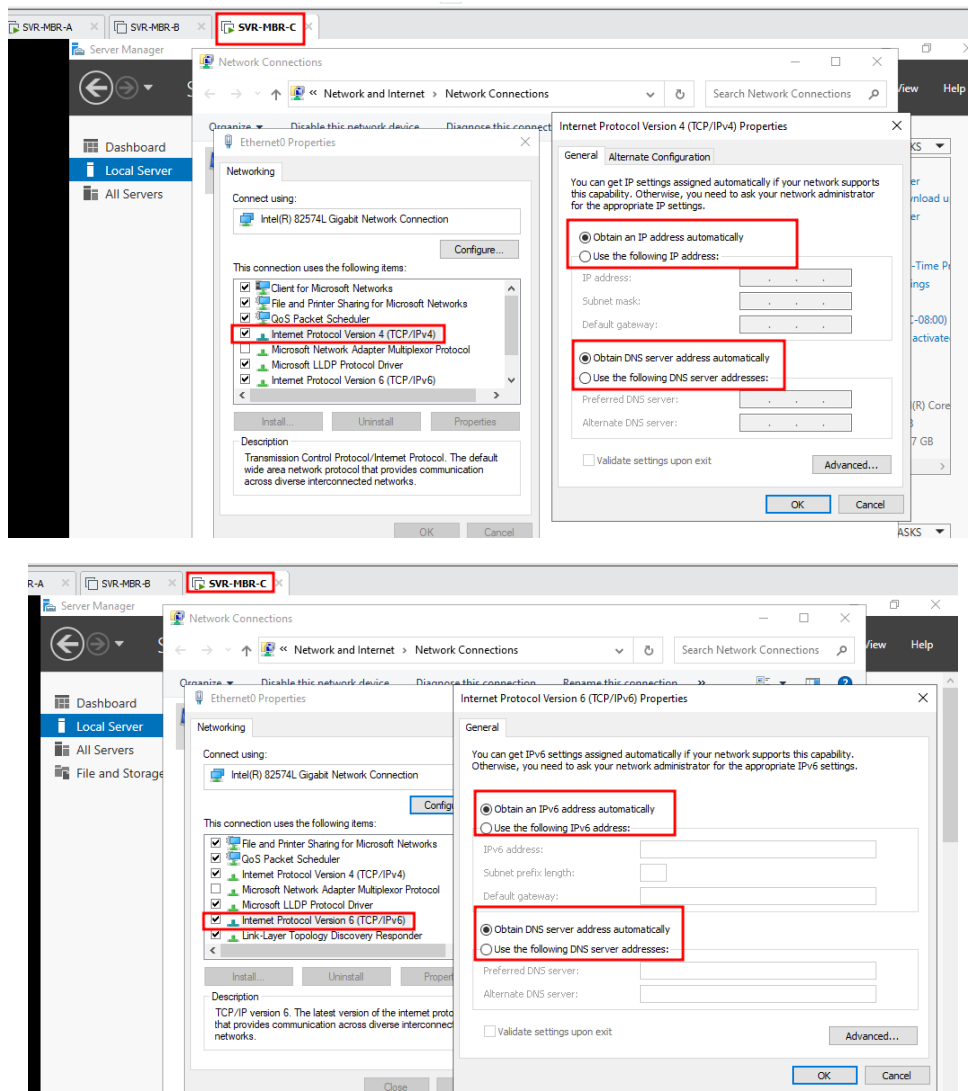 SVR-MBR-A
SVR-MBR-B
SVR-MBR-C
Server Manager
Network Connections
« Network and Internet › Network Connections
Search Network Connections
View
Help
Organize
Disable this network device
Diagnose this connect
Dashboard
Local Server
All Servers
Ethernet0 Properties
Networking
Connect using:
Intel(R) 82574L Gigabit Network Connection
Configure...
This connection uses the following items:
Client for Microsoft Networks
File and Printer Sharing for Microsoft Networks
QoS Packet Scheduler
Internet Protocol Version 4 (TCP/IPv4)
Microsoft Network Adapter Multiplexor Protocol
Microsoft LLDP Protocol Driver
Internet Protocol Version 6 (TCP/IPv6)
Install...
Uninstall
Properties
Description
Transmission Control Protocol/Internet Protocol. The default
wide area network protocol that provides communication
across diverse interconnected networks.
OK
Cancel
Internet Protocol Version 4 (TCP/IPv4) Properties
General
Alternate Configuration
You can get IP settings assigned automatically if your network supports
this capability. Otherwise, you need to ask your network administrator
for the appropriate IP settings.
Obtain an IP address automatically
Use the following IP address:
IP address:
Subnet mask:
Default gateway:
Obtain DNS server address automatically
Use the following DNS server addresses:
Preferred DNS server:
Alternate DNS server:
Validate settings upon exit
Advanced...
OK
Cancel
KS
er
nload u
er
-Time Pr
ings
C-08:00)
activate
l(R) Core
7 GB
ASKS
R-A
SVR-MBR-B
SVR-MBR-C
Server Manager
Network Connections
« Network and Internet › Network Connections
Search Network Connections
View
Help
Organize
Disable this network device
Diagnose this connection
Rename this connection
»
Dashboard
Local Server
All Servers
File and Storage
Ethernet0 Properties
Networking
Connect using:
Intel(R) 82574L Gigabit Network Connection
Config
This connection uses the following items:
File and Printer Sharing for Microsoft Networks
QoS Packet Scheduler
Internet Protocol Version 4 (TCP/IPv4)
Microsoft Network Adapter Multiplexor Protocol
Microsoft LLDP Protocol Driver
Internet Protocol Version 6 (TCP/IPv6)
Link-Layer Topology Discovery Responder
Install...
Uninstall
Propert
Description
TCP/IP version 6. The latest version of the internet proto
that provides communication across diverse interconnect
networks.
Close
Internet Protocol Version 6 (TCP/IPv6) Properties
General
You can get IPv6 settings assigned automatically if your network supports this capability.
Otherwise, you need to ask your network administrator for the appropriate IPv6 settings.
Obtain an IPv6 address automatically
Use the following IPv6 address:
IPv6 address:
Subnet prefix length:
Default gateway:
Obtain DNS server address automatically
Use the following DNS server addresses:
Preferred DNS server:
Alternate DNS server:
Validate settings upon exit
Advanced...
OK
Cancel